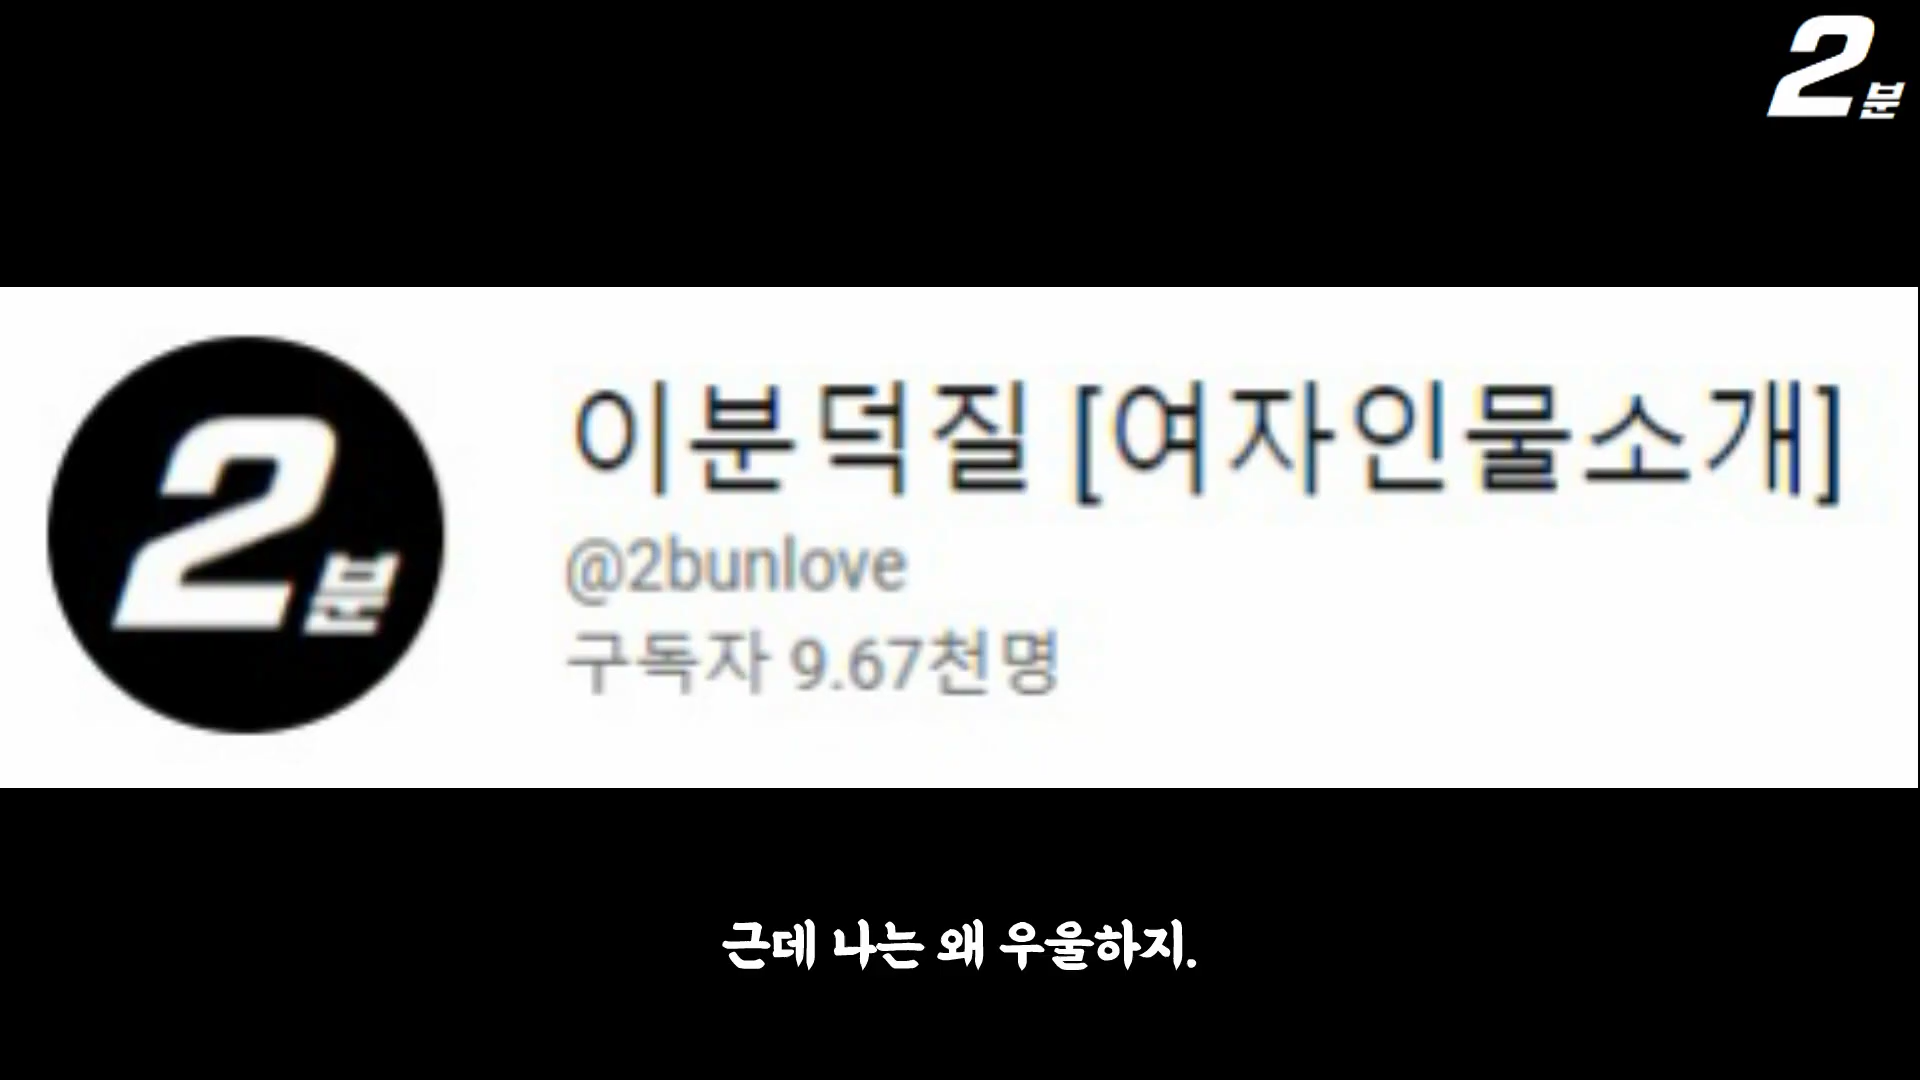 2분
2분
이분덕질 [여자인물소개]
@2bunlove
구독자 9.67천명
근데 나는 왜 우울하지.